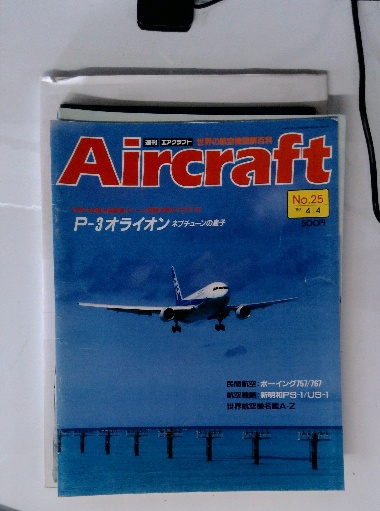 週刊 エアクラフト 世界の航空機図解百科
Aircraft
No.25
4/4
500円
P-3オライオン ネプチューンの息子
民間航空:ボーイング757/767
航空機:新明和PS-1/US-1
世界航空機名鑑A-Z